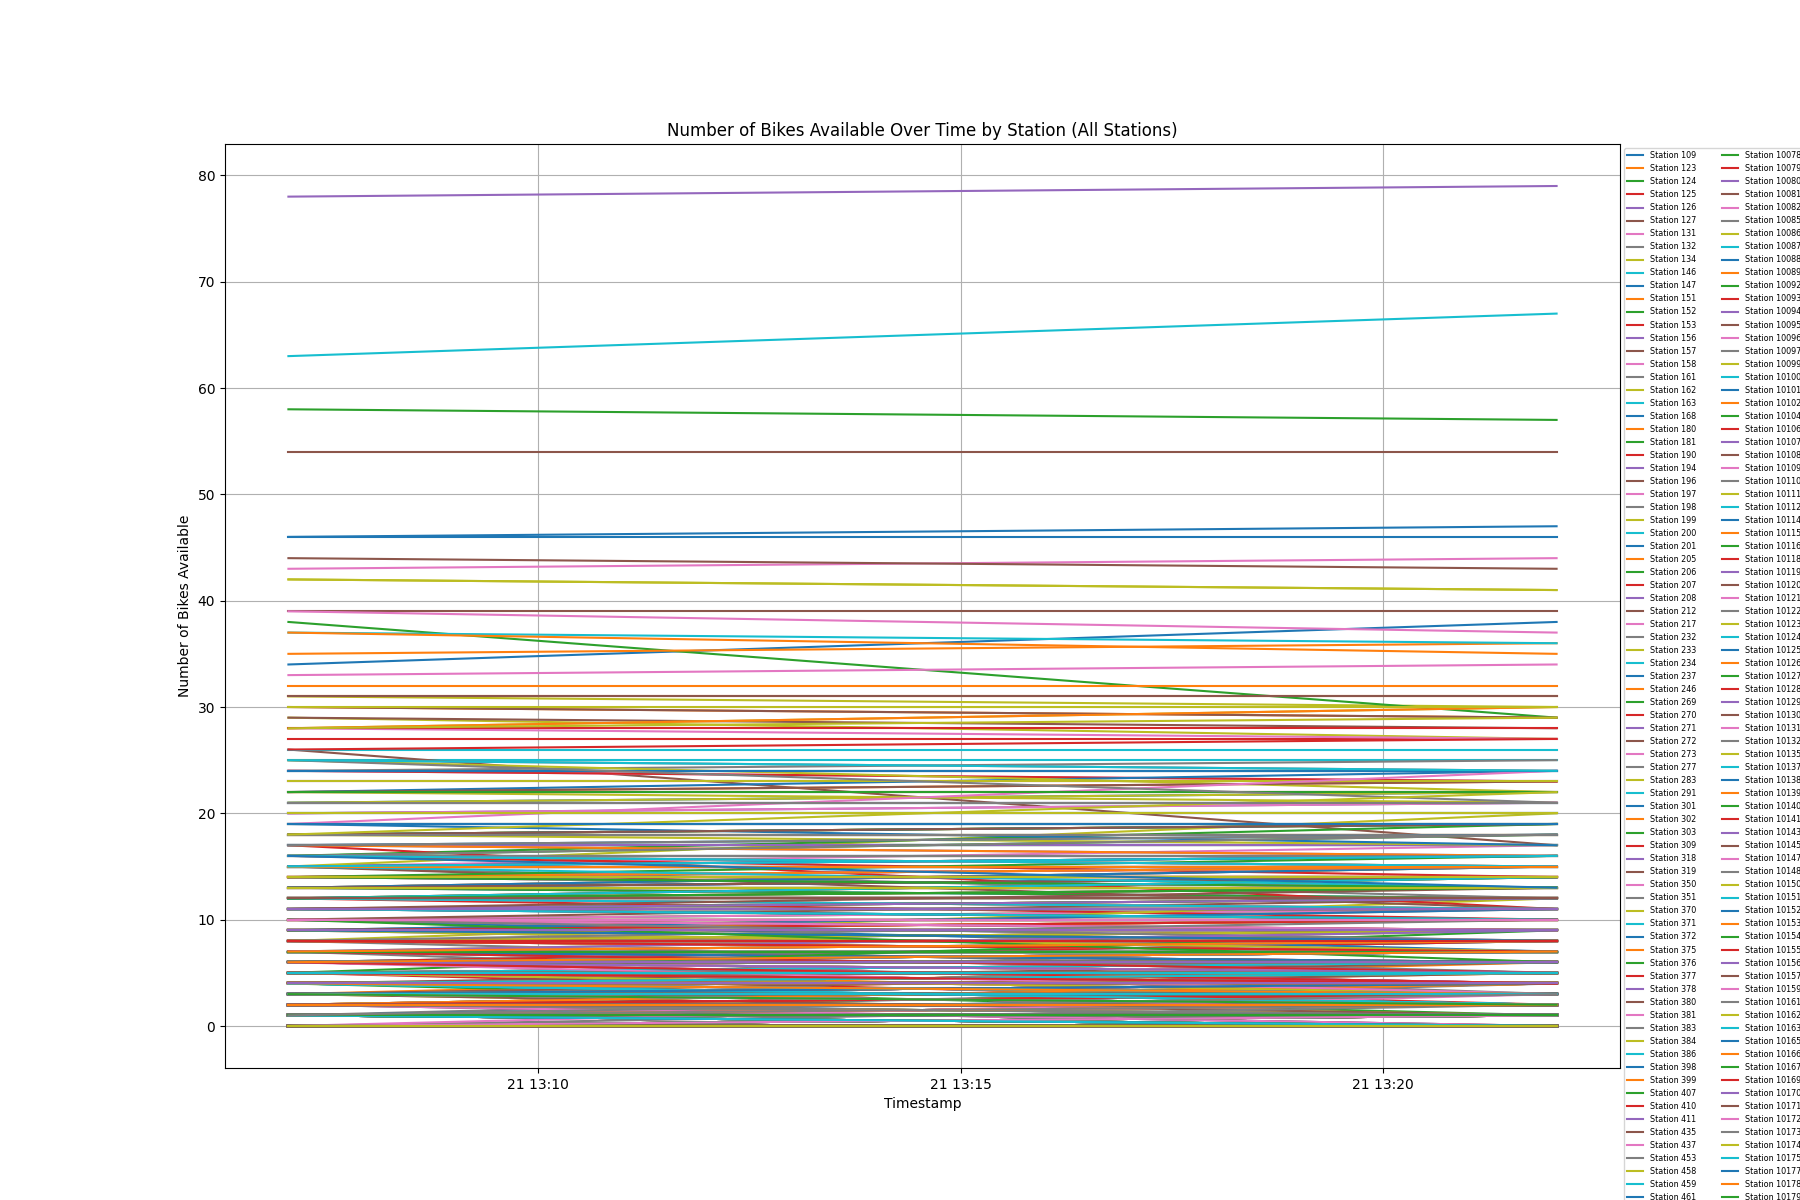 Number of Bikes Available Over Time by Station (All Stations)
Number of Bikes Available
80
70
60
50
40
30
20
10
0
21 13:10
21 13:15
21 13:20
Timestamp
Station 109
Station 123
Station 124
Station 125
Station 126
Station 127
Station 131
Station 132
Station 134
Station 146
Station 147
Station 151
Station 152
Station 153
Station 156
Station 157
Station 158
Station 161
Station 162
Station 163
Station 168
Station 180
Station 181
Station 190
Station 194
Station 196
Station 197
Station 198
Station 199
Station 200
Station 201
Station 205
Station 206
Station 207
Station 208
Station 212
Station 217
Station 232
Station 233
Station 234
Station 237
Station 246
Station 269
Station 270
Station 271
Station 272
Station 273
Station 277
Station 283
Station 291
Station 301
Station 302
Station 303
Station 309
Station 318
Station 319
Station 350
Station 351
Station 370
Station 371
Station 372
Station 375
Station 376
Station 377
Station 378
Station 380
Station 381
Station 383
Station 384
Station 386
Station 398
Station 399
Station 407
Station 410
Station 411
Station 435
Station 437
Station 453
Station 458
Station 459
Station 461
Station 10078
Station 10079
Station 10080
Station 10081
Station 10082
Station 10085
Station 10086
Station 10087
Station 10088
Station 10089
Station 10092
Station 10093
Station 10094
Station 10095
Station 10096
Station 10097
Station 10099
Station 10100
Station 10101
Station 10102
Station 10104
Station 10106
Station 10107
Station 10108
Station 10109
Station 10110
Station 10111
Station 10112
Station 10114
Station 10115
Station 10116
Station 10118
Station 10119
Station 10120
Station 10121
Station 10122
Station 10123
Station 10124
Station 10125
Station 10126
Station 10127
Station 10128
Station 10129
Station 10130
Station 10131
Station 10132
Station 10135
Station 10137
Station 10138
Station 10139
Station 10140
Station 10141
Station 10143
Station 10145
Station 10147
Station 10148
Station 10150
Station 10151
Station 10152
Station 10153
Station 10154
Station 10155
Station 10156
Station 10157
Station 10159
Station 10161
Station 10162
Station 10163
Station 10165
Station 10166
Station 10167
Station 10169
Station 10170
Station 10171
Station 10172
Station 10173
Station 10174
Station 10175
Station 10177
Station 10178
Station 10179